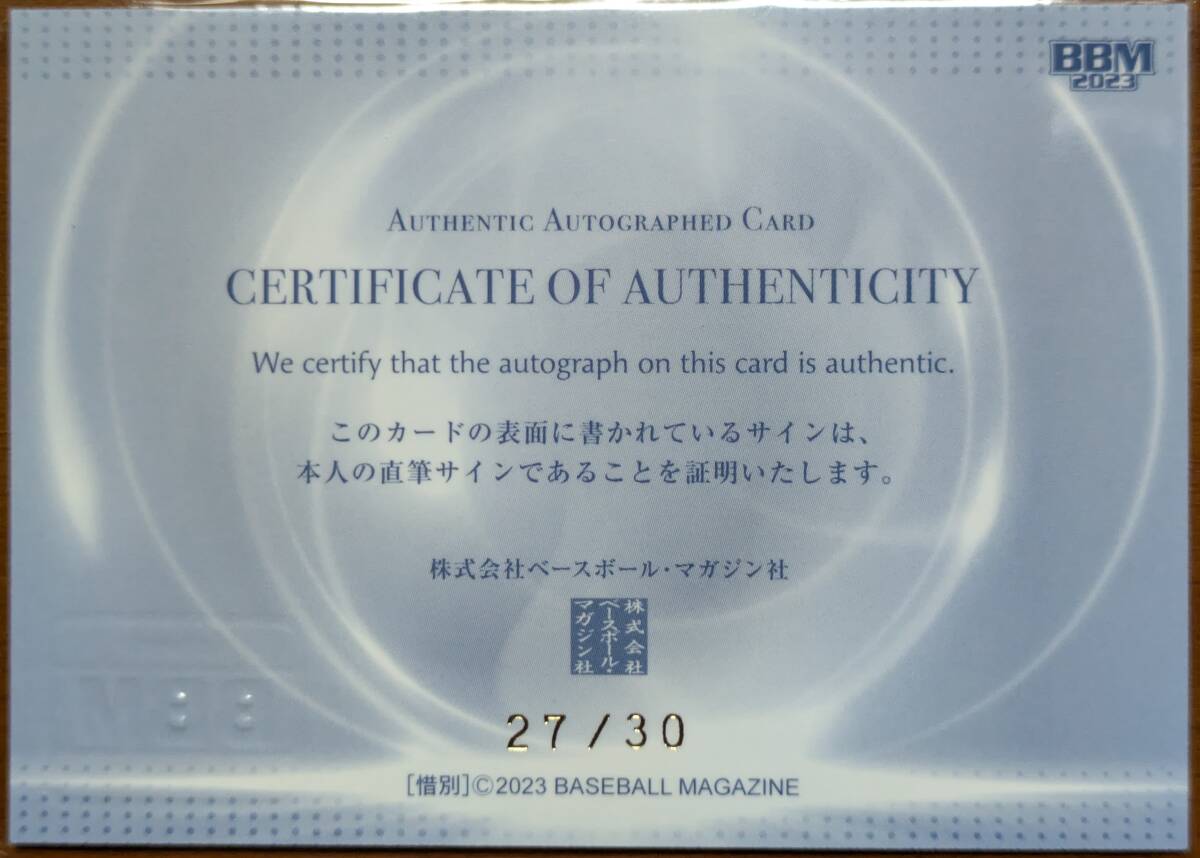 BBM
2023
AUTHENTIC AUTOGRAPHED CARD
CERTIFICATE OF AUTHENTICITY
We certify that the autograph on this card is authentic.
このカードの表面に書かれているサインは、
本人の直筆サインであることを証明いたします。
株式会社ベースボール・マガジン社
株式会社
ベースボール・
マガジン社
27/30
[惜別]©2023 BASEBALL MAGAZINE